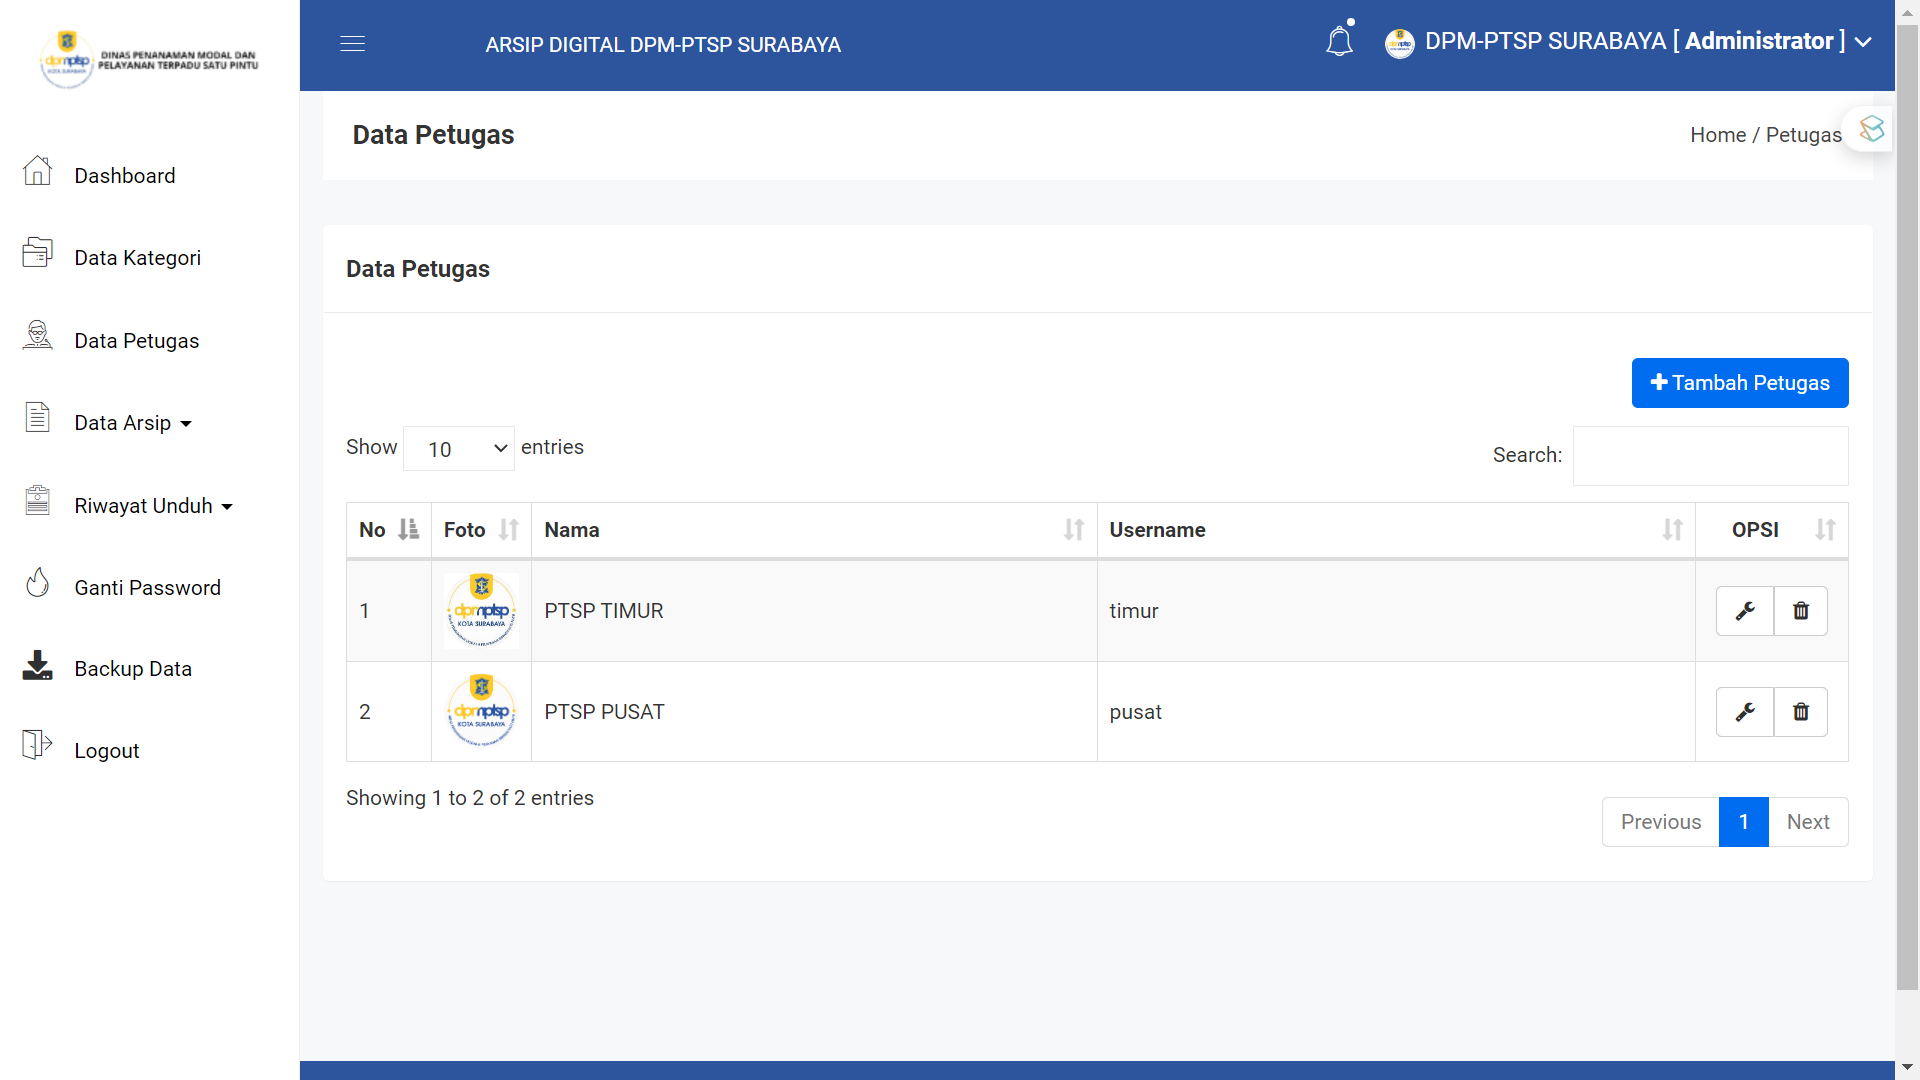 DINAS PENANAMAN MODAL DAN
PELAYANAN TERPADU SATU PINTU
dpmptsp
KOTA SURABAYA
ARSIP DIGITAL DPM-PTSP SURABAYA
DPM-PTSP SURABAYA [ Administrator ]
Dashboard
Data Kategori
Data Petugas
Data Arsip
Riwayat Unduh
Ganti Password
Backup Data
Logout
Data Petugas
Home / Petugas
Data Petugas
Tambah Petugas
Show 10 entries
Search:
No Foto Nama Username OPSI
1 dpmptsp KOTA SURABAYA PTSP TIMUR timur
2 dpmptsp KOTA SURABAYA PTSP PUSAT pusat
Showing 1 to 2 of 2 entries
Previous 1 Next